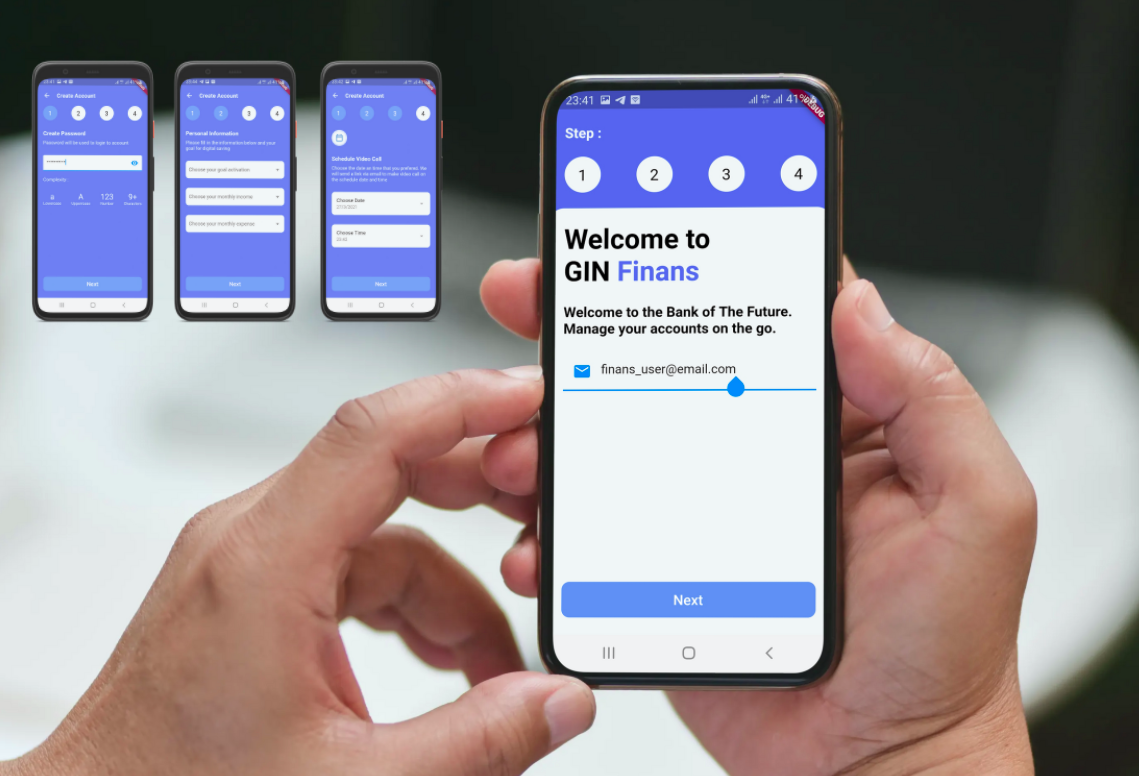 23:41
Create Account
1 2 3 4
Create Password
Password will be used to login to account
Complexity:
a A 123 9+
Lowercase Uppercase Number Characters
Next
Create Account
1 2 3 4
Personal Information
Please fill in the information below and your
goal for digital saving.
Choose your goal activation
Choose your monthly income
Choose your monthly expense
Next
Create Account
1 2 3 4
Schedule Video Call
Choose the date an time that you preferred. We
will send a link via email to make video call on
the schedule date and time
Choose Date
Choose Time
Next
23:41
DEBUG
Step :
1 2 3 4
Welcome to
GIN Finans
Welcome to the Bank of The Future.
Manage your accounts on the go.
finans_user@email.com
Next